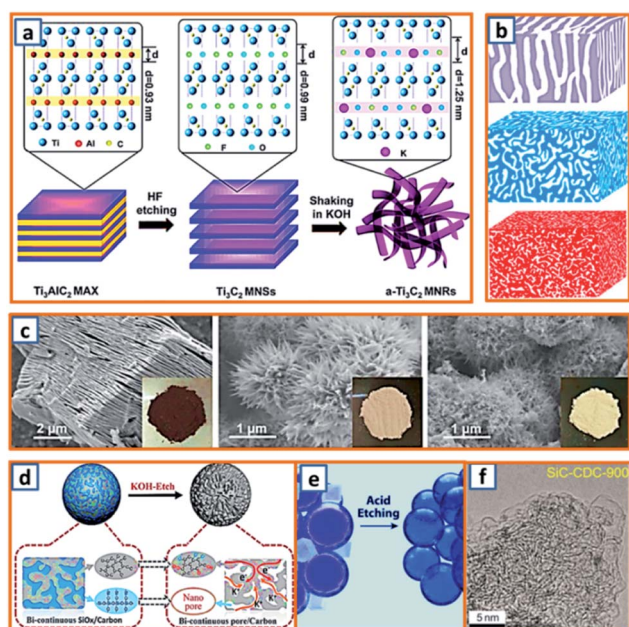 a
d
d=0.93 nm
Ti
Al
C
d
d=0.99 nm
F
O
d
d=1.25 nm
K
HF
etching
Shaking
in KOH
Ti₃AlC₂ MAX
Ti₃C₂ MNSs
a-Ti₃C₂ MNRs
b
c
2 μm
1 μm
1 μm
d
KOH-Etch
Nano
pore
e⁻
e⁻
K⁺
K⁺
Bi-continuous SiOx/Carbon
Bi-continuous pore/Carbon
e
Acid
Etching
f
SiC-CDC-900
5 nm